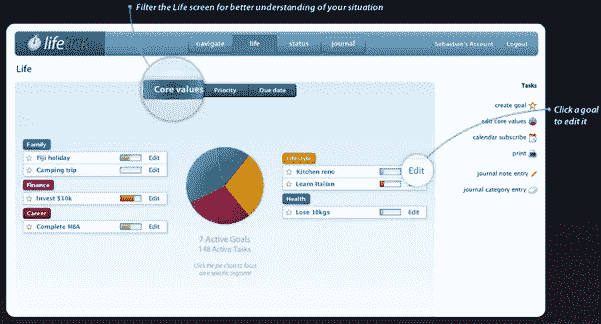 Filter the Life screen for better understanding of your situation
life
navigate life status journal
Sebastian's Account Logout
Life
Core values Priority Due date
Tasks
create goal
edit core values
calendar subscribe
print
journal note entry
journal category entry
Click a goal
to edit it
Family
Fiji holiday Edit
Camping trip Edit
Finance
Invest $30k Edit
Career
Complete MBA Edit
Lifestyle
Kitchen reno Edit
Learn Italian
Health
Lose 10kgs Edit
7 Active Goals
148 Active Tasks
Click the pie chart to focus
on a specific segment